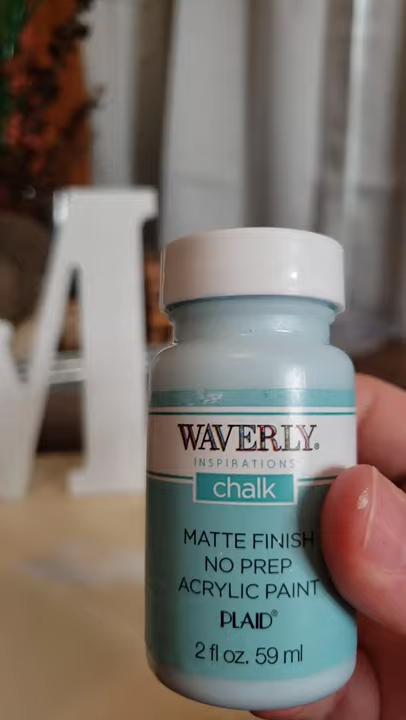 WAVERLY®
INSPIRATIONS
chalk
MATTE FINISH
NO PREP
ACRYLIC PAINT
PLAID®
2 fl oz. 59 ml